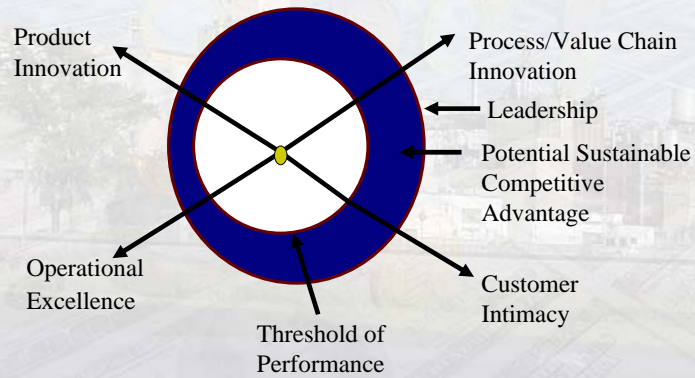 Product
Innovation
Process/Value Chain
Innovation
Leadership
Potential Sustainable
Competitive
Advantage
Operational
Excellence
Customer
Intimacy
Threshold of
Performance